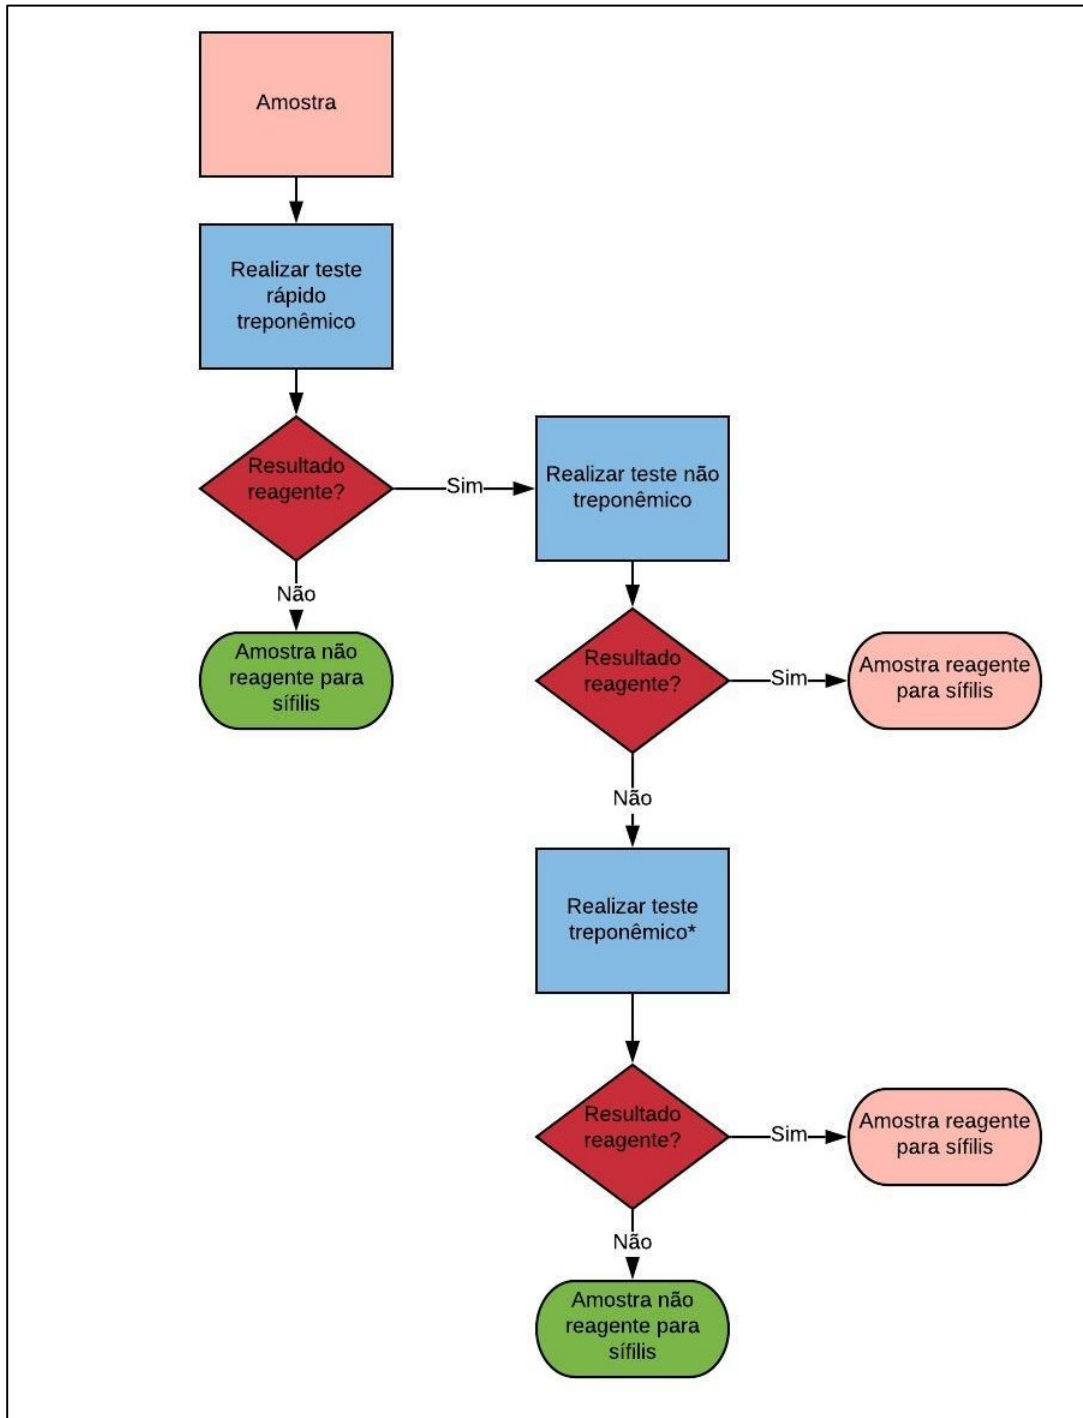 Amostra
Realizar teste
rápido
treponêmico
Resultado
reagente?
Sim
Realizar teste não
treponêmico
Não
Amostra não
reagente para
sífilis
Resultado
reagente?
Sim
Amostra reagente
para sífilis
Não
Realizar teste
treponêmico*
Resultado
reagente?
Sim
Amostra reagente
para sífilis
Não
Amostra não
reagente para
sífilis